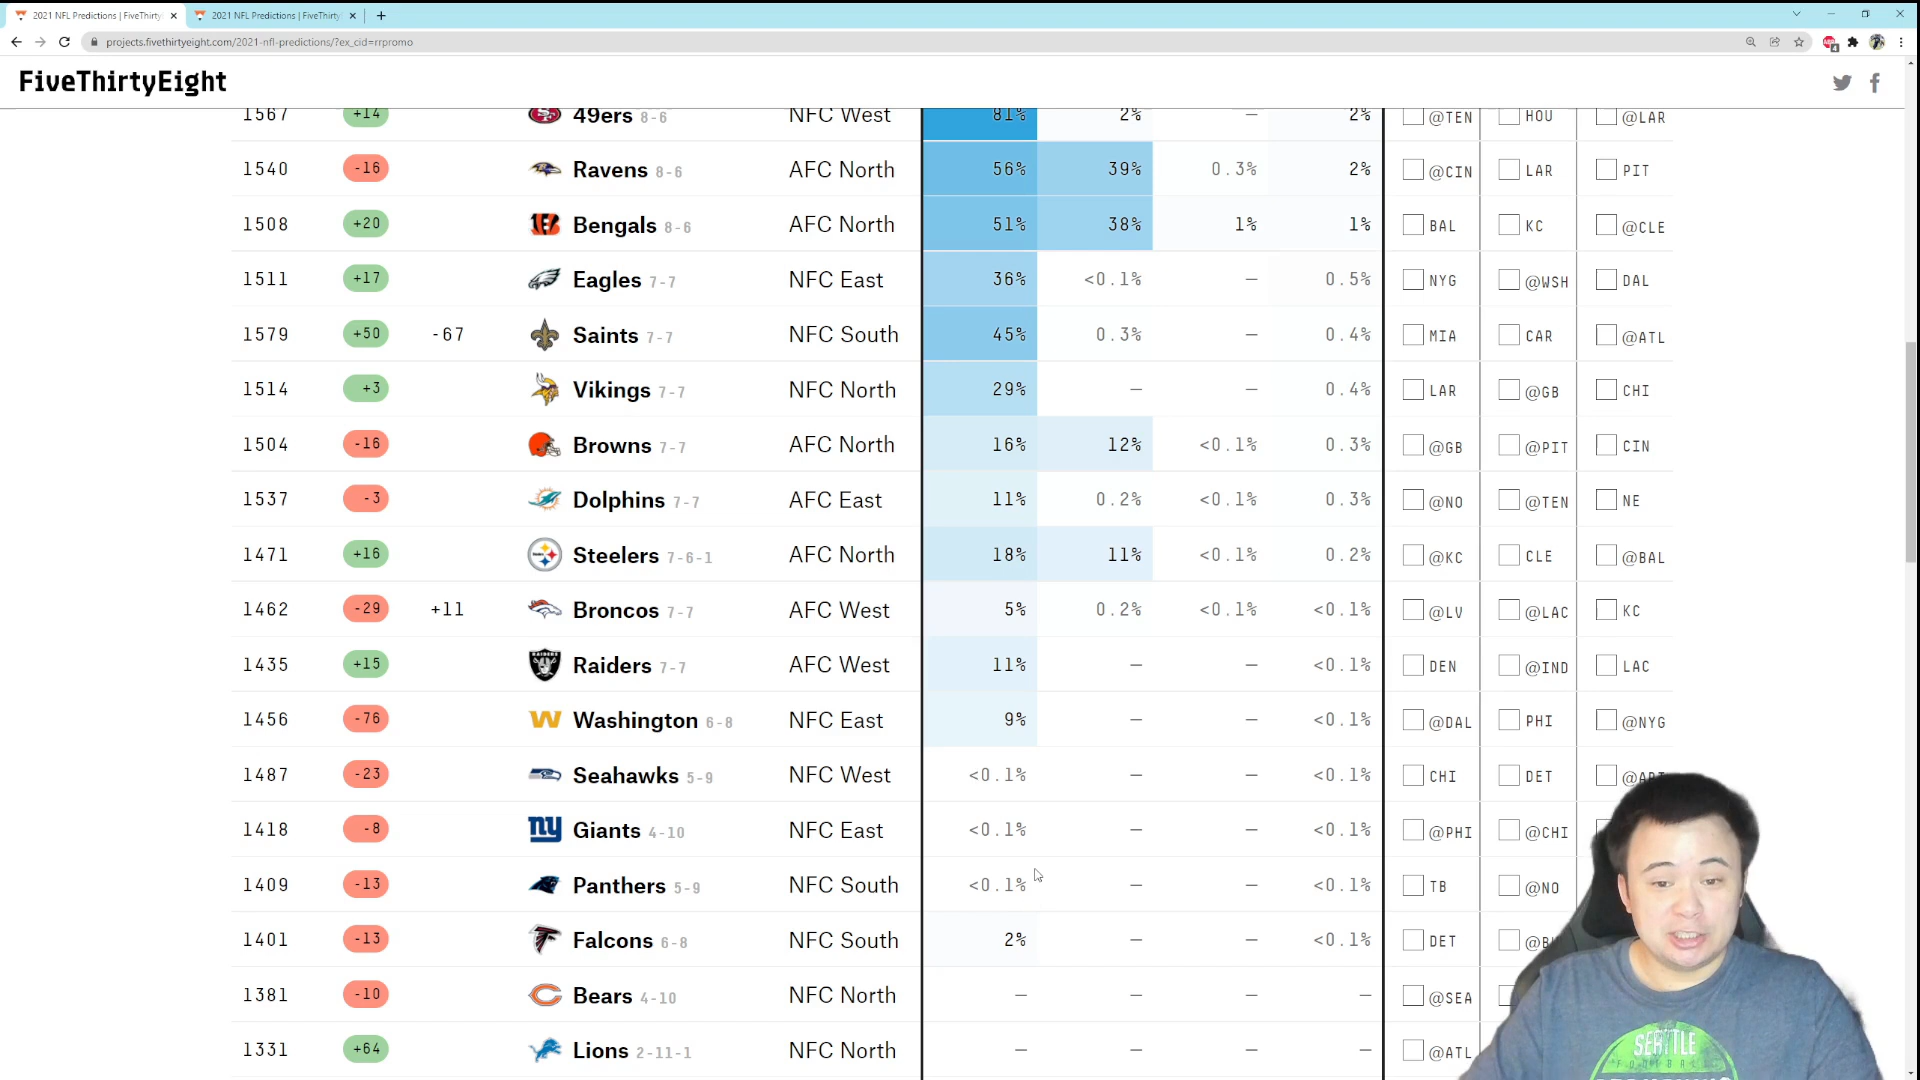 2021 NFL Predictions | FiveThirty
2021 NFL Predictions | FiveThirty
projects.fivethirtyeight.com/2021-nfl-predictions/?ex_cid=rrpromo
FiveThirtyEight
1567 +14 49ers 8-6 NFC West 81% 2% — 2% @TEN HOU @LAR
1540 -16 Ravens 8-6 AFC North 56% 39% 0.3% 2% @CIN LAR PIT
1508 +20 Bengals 8-6 AFC North 51% 38% 1% 1% BAL KC @CLE
1511 +17 Eagles 7-7 NFC East 36% <0.1% — 0.5% NYG @WSH DAL
1579 +50 -67 Saints 7-7 NFC South 45% 0.3% — 0.4% MIA CAR @ATL
1514 +3 Vikings 7-7 NFC North 29% — — 0.4% LAR @GB CHI
1504 -16 Browns 7-7 AFC North 16% 12% <0.1% 0.3% @GB @PIT CIN
1537 -3 Dolphins 7-7 AFC East 11% 0.2% <0.1% 0.3% @NO @TEN NE
1471 +16 Steelers 7-6-1 AFC North 18% 11% <0.1% 0.2% @KC CLE @BAL
1462 -29 +11 Broncos 7-7 AFC West 5% 0.2% <0.1% <0.1% @LV @LAC KC
1435 +15 Raiders 7-7 AFC West 11% — — <0.1% DEN @IND LAC
1456 -76 Washington 6-8 NFC East 9% — — <0.1% @DAL PHI @NYG
1487 -23 Seahawks 5-9 NFC West <0.1% — — <0.1% CHI DET
1418 -8 Giants 4-10 NFC East <0.1% — — <0.1% @PHI @CHI
1409 -13 Panthers 5-9 NFC South <0.1% — — <0.1% TB @NO
1401 -13 Falcons 6-8 NFC South 2% — — <0.1% DET
1381 -10 Bears 4-10 NFC North — — — — @SEA
1331 +64 Lions 2-11-1 NFC North — — — — @ATL
SEATTLE
FOOTBALL